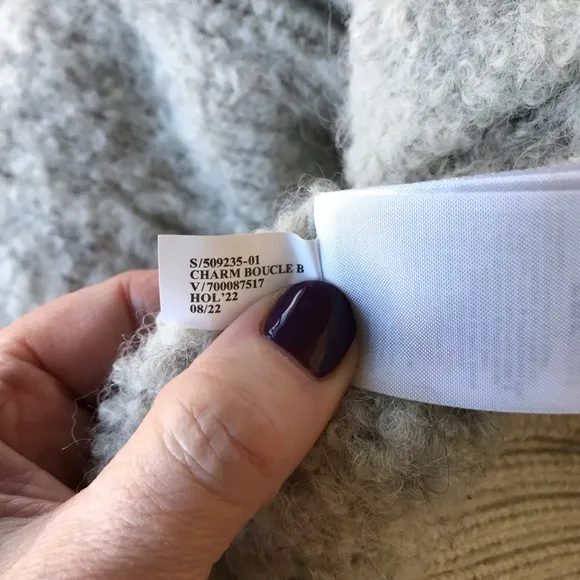 S/509235-01
CHARM BOUCLE B
V/700087517
HOL'22
08/22